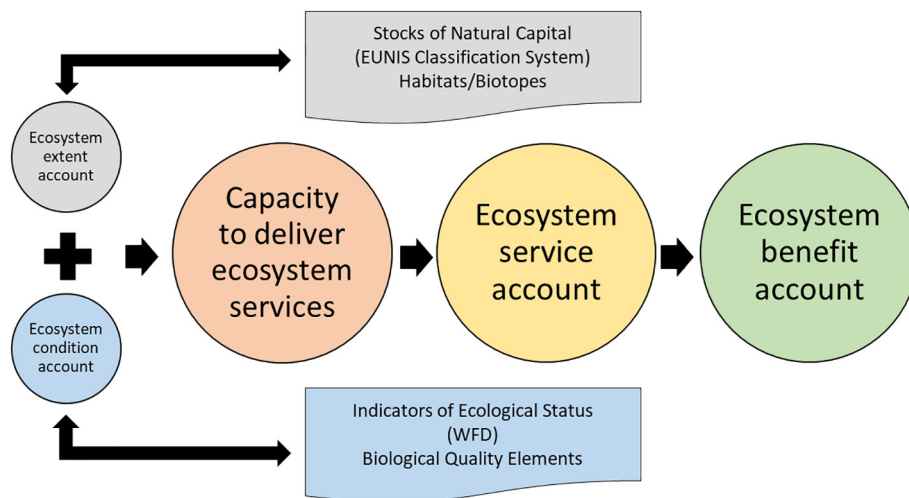 Stocks of Natural Capital
(EUNIS Classification System)
Habitats/Biotopes
Ecosystem
extent
account
Capacity
to deliver
ecosystem
services
Ecosystem
service
account
Ecosystem
benefit
account
Ecosystem
condition
account
Indicators of Ecological Status
(WFD)
Biological Quality Elements